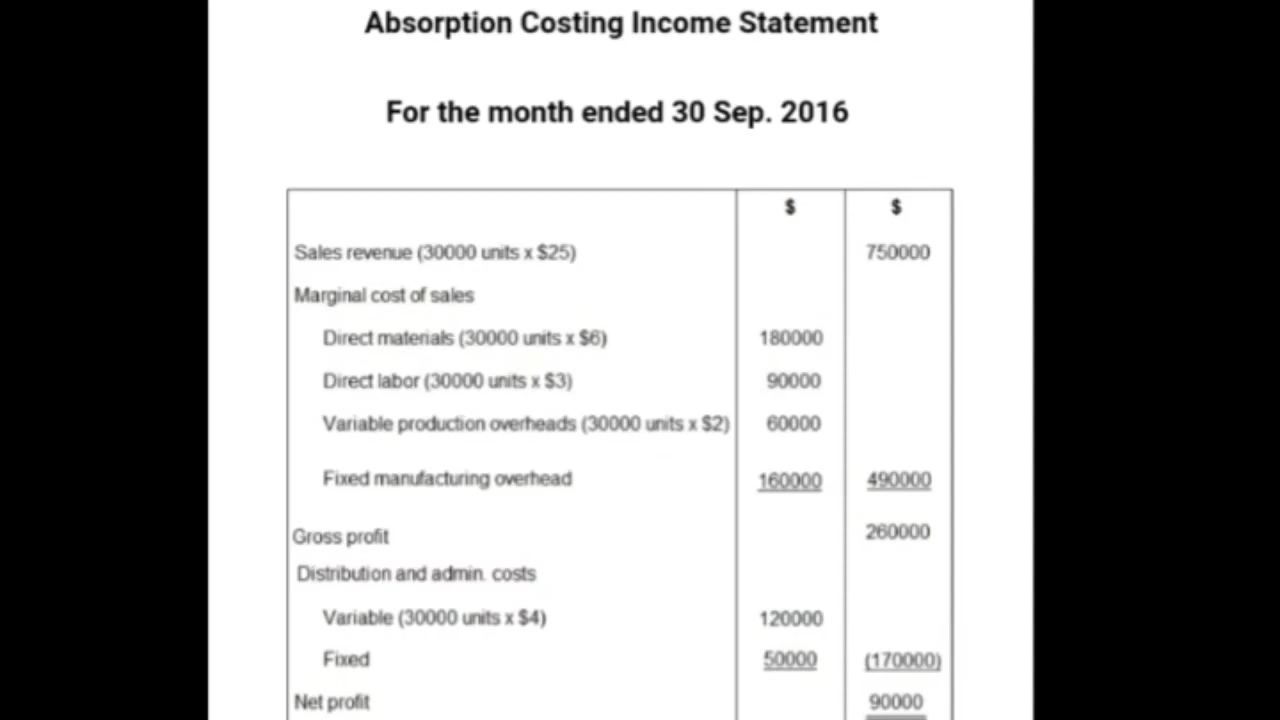 Absorption Costing Income Statement
For the month ended 30 Sep. 2016
$ $
Sales revenue (30000 units x $25) 750000
Marginal cost of sales
Direct materials (30000 units x $6) 180000
Direct labor (30000 units x $3) 90000
Variable production overheads (30000 units x $2) 60000
Fixed manufacturing overhead 160000 490000
Gross profit 260000
Distribution and admin. costs
Variable (30000 units x $4) 120000
Fixed 50000 (170000)
Net profit 90000